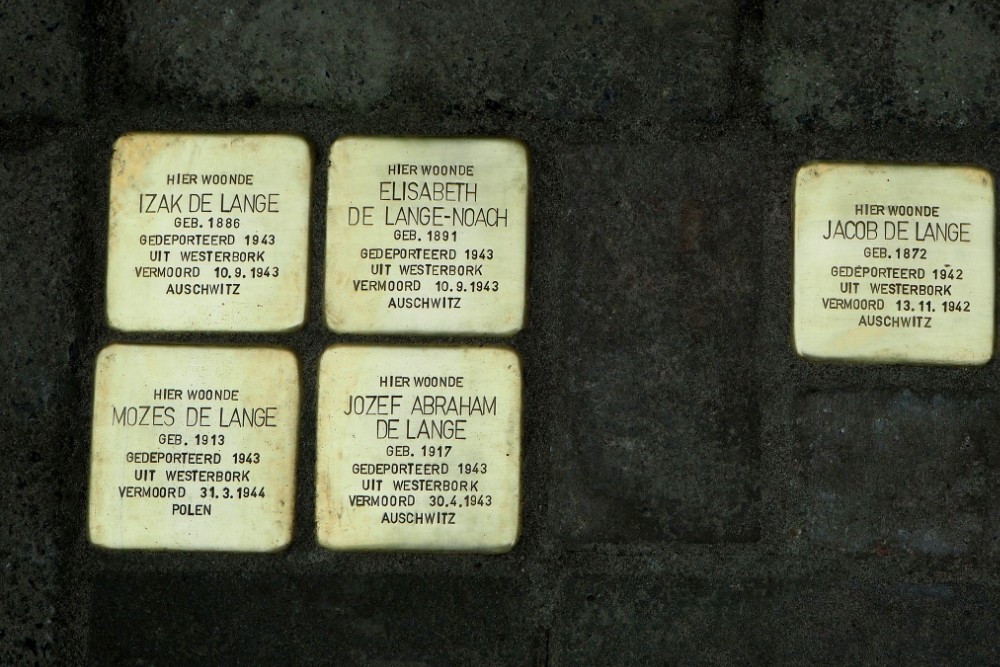 HIER WOONDE
IZAK DE LANGE
GEB. 1886
GEDEPORTEERD 1943
UIT WESTERBORK
VERMOORD 10.9.1943
AUSCHWITZ
HIER WOONDE
ELISABETH
DE LANGE-NOACH
GEB. 1891
GEDEPORTEERD 1943
UIT WESTERBORK
VERMOORD 10.9.1943
AUSCHWITZ
HIER WOONDE
JACOB DE LANGE
GEB. 1872
GEDEPORTEERD 1942
UIT WESTERBORK
VERMOORD 13.11.1942
AUSCHWITZ
HIER WOONDE
MOZES DE LANGE
GEB. 1913
GEDEPORTEERD 1943
UIT WESTERBORK
VERMOORD 31.3.1944
POLEN
HIER WOONDE
JOZEF ABRAHAM
DE LANGE
GEB. 1917
GEDEPORTEERD 1943
UIT WESTERBORK
VERMOORD 30.4.1943
AUSCHWITZ